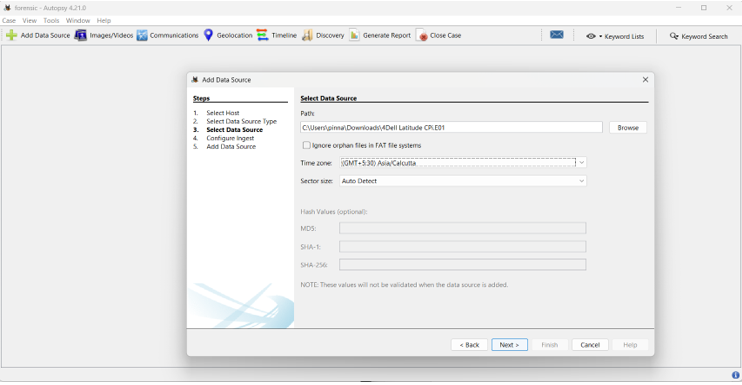 forensic - Autopsy 4.21.0
Case View Tools Window Help
Add Data Source Images/Videos Communications Geolocation Timeline Discovery Generate Report Close Case Keyword Lists Keyword Search
Add Data Source
Steps
1. Select Host
2. Select Data Source Type
3. Select Data Source
4. Configure Ingest
5. Add Data Source
Select Data Source
Path:
C:\Users\pinna\Downloads\4Dell Latitude CPi.E01
Browse
Ignore orphan files in FAT file systems
Time zone: (GMT+5:30) Asia/Calcutta
Sector size: Auto Detect
Hash Values (optional):
MD5:
SHA-1:
SHA-256:
NOTE: These values will not be validated when the data source is added.
< Back Next > Finish Cancel Help